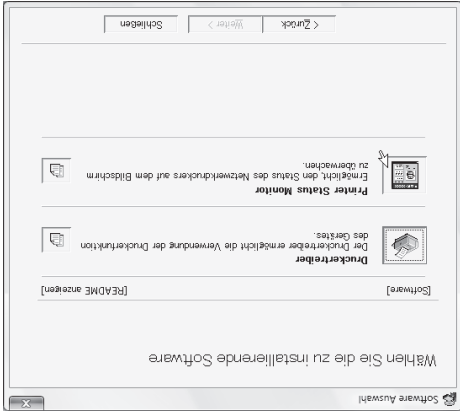 Software Auswahl
Wählen Sie die zu installierende Software
[Software] [README anzeigen]
Druckertreiber
Der Druckertreiber ermöglicht die Verwendung der Druckerfunktion
des Gerätes.
Printer Status Monitor
Ermöglicht, den Status des Netzwerkdruckers auf dem Bildschirm
zu überwachen.
< Zurück Weiter > Schließen